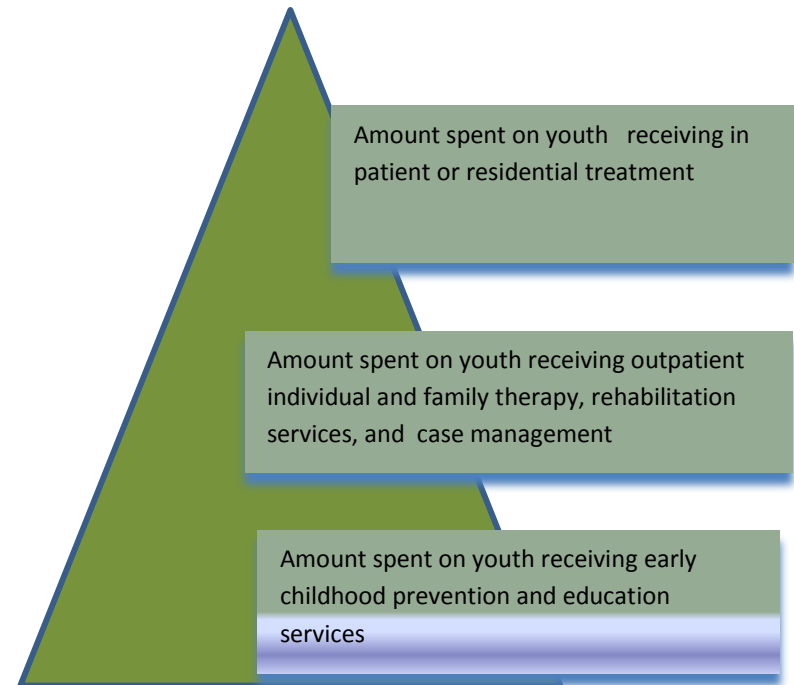 Amount spent on youth   receiving in
patient or residential treatment
Amount spent on youth receiving outpatient
individual and family therapy, rehabilitation
services, and  case management
Amount spent on youth receiving early
childhood prevention and education
services